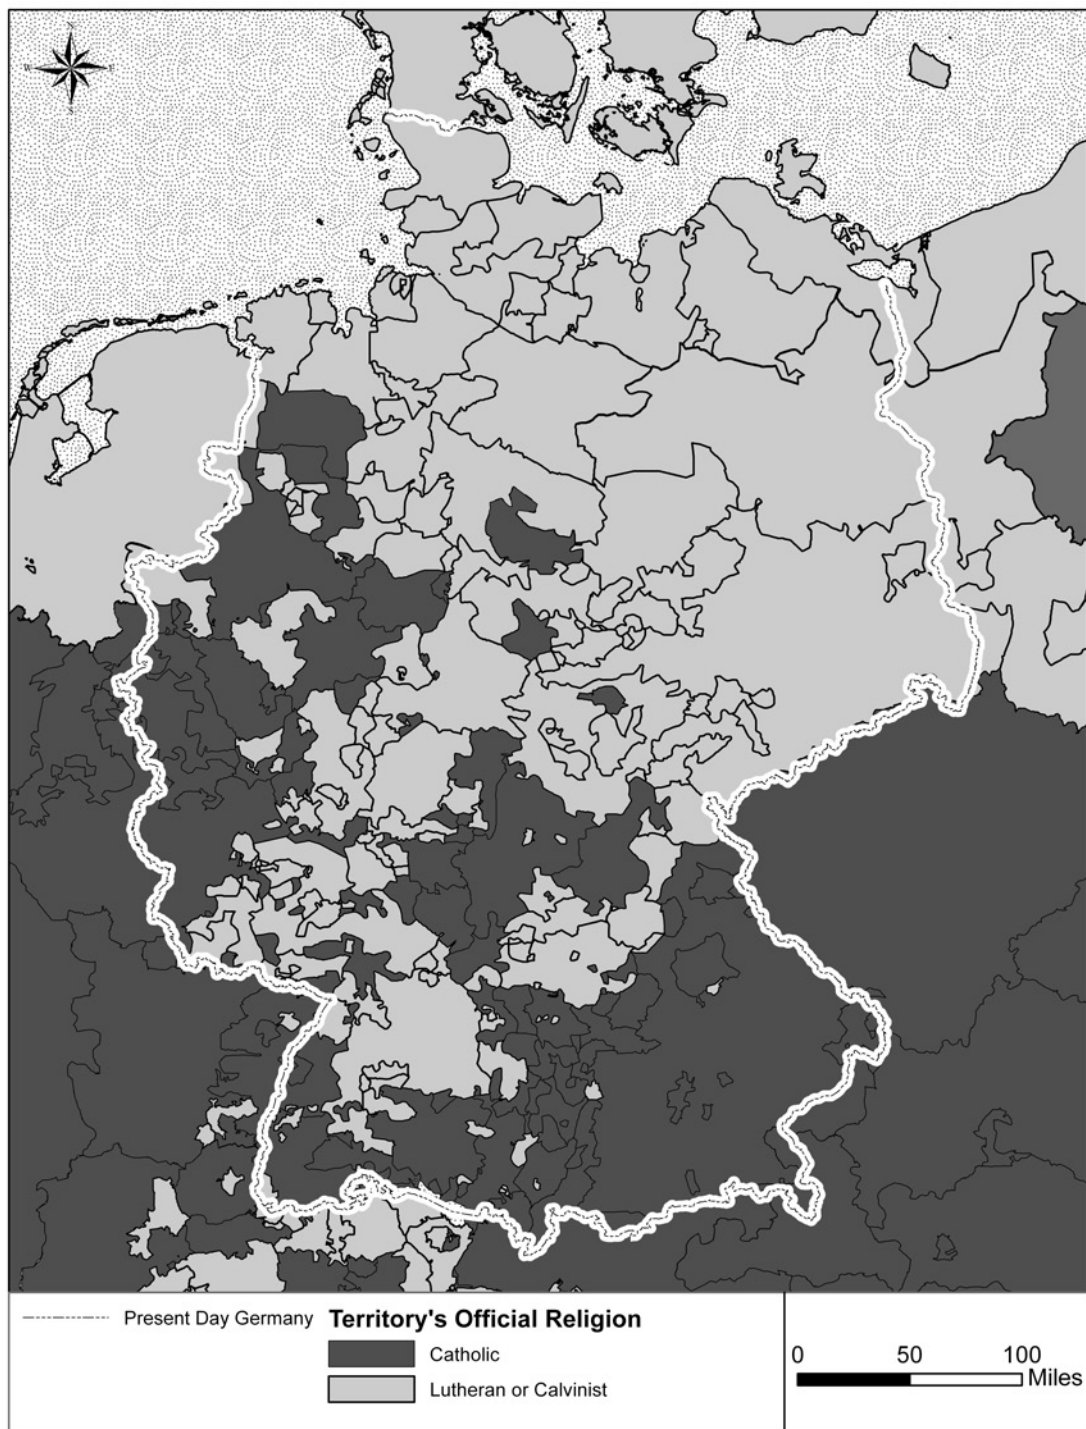 N
W
E
S
Present Day Germany
Territory's Official Religion
Catholic
Lutheran or Calvinist
0 50 100
Miles